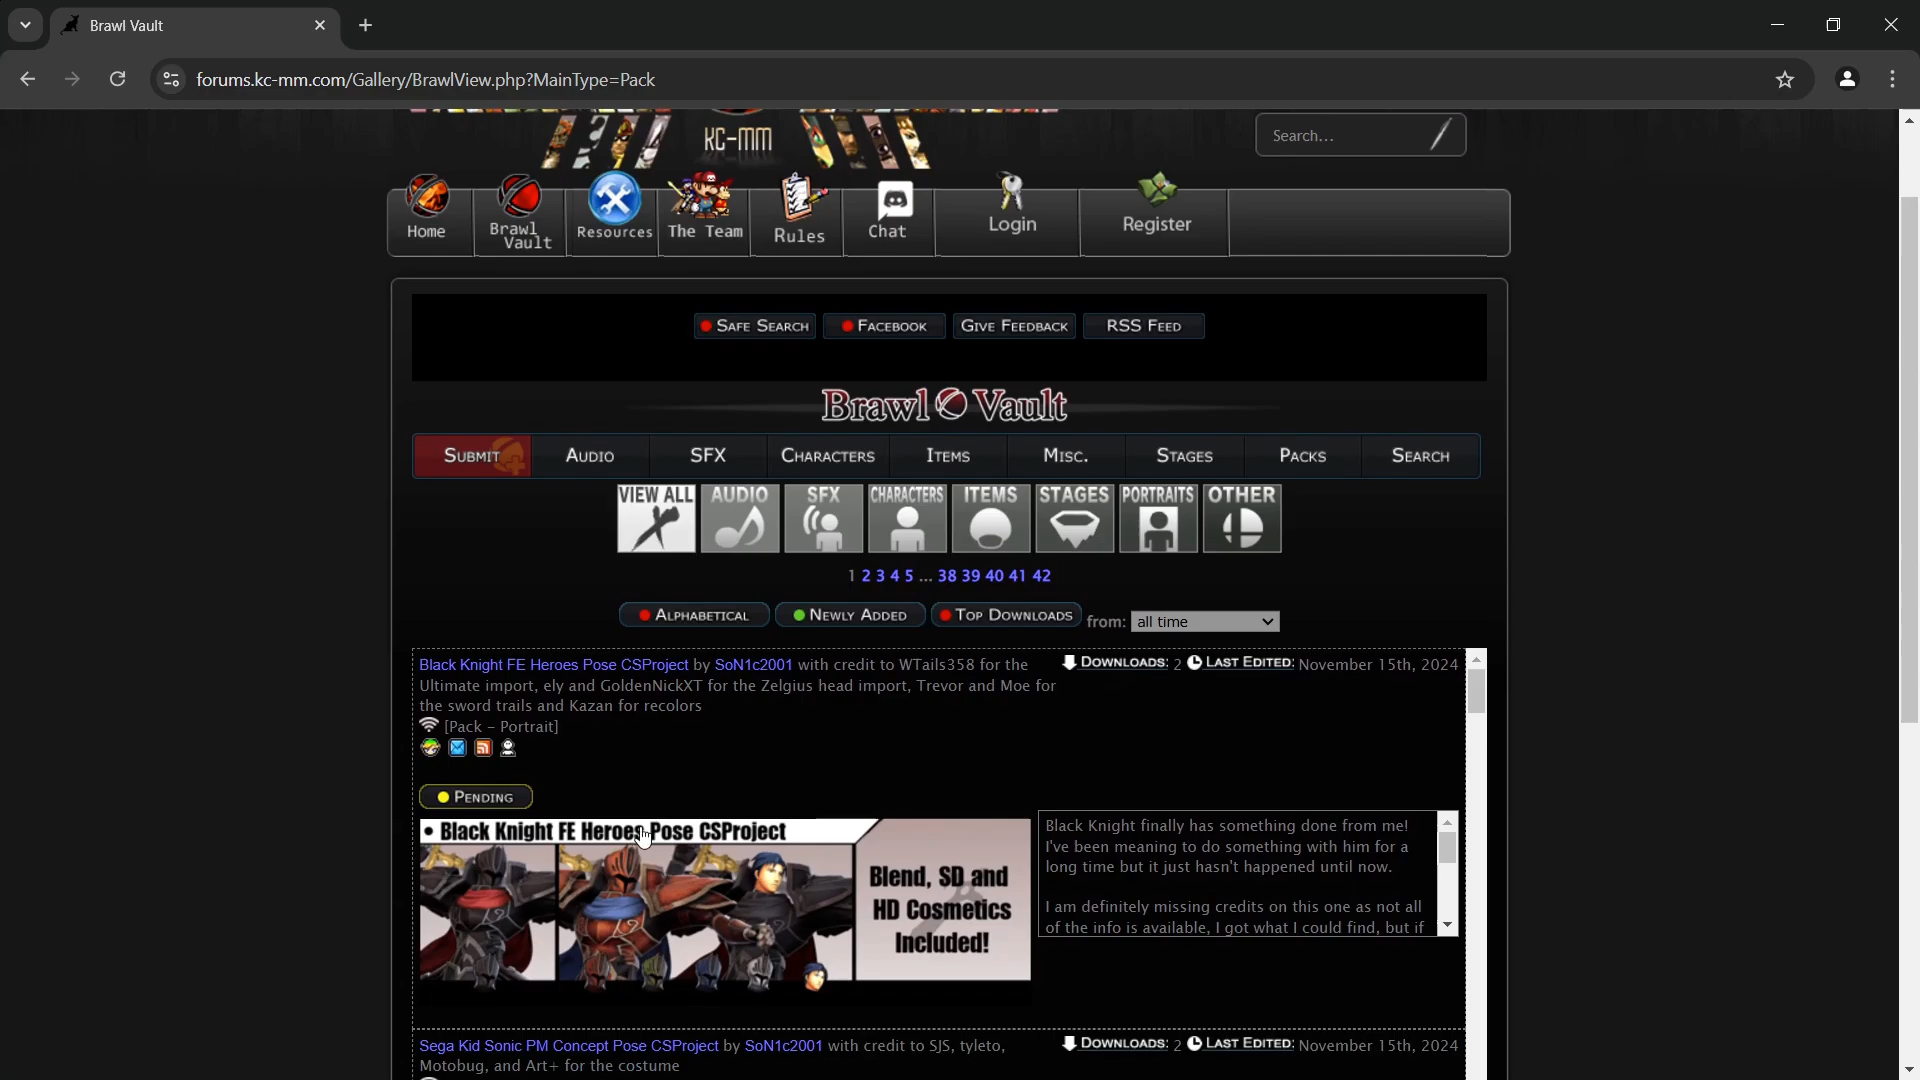 Brawl Vault
forums.kc-mm.com/Gallery/BrawlView.php?MainType=Pack
KC-MM
Search...
Home
Brawl Vault
Resources
The Team
Rules
Chat
Login
Register
SAFE SEARCH
FACEBOOK
GIVE FEEDBACK
RSS FEED
Brawl Vault
SUBMIT
AUDIO
SFX
CHARACTERS
ITEMS
MISC.
STAGES
PACKS
SEARCH
VIEW ALL
AUDIO
SFX
CHARACTERS
ITEMS
STAGES
PORTRAITS
OTHER
1 2 3 4 5 ... 38 39 40 41 42
ALPHABETICAL
NEWLY ADDED
TOP DOWNLOADS
from:
all time
Black Knight FE Heroes Pose CSProject by SoN1c2001 with credit to WTails358 for the
Ultimate import, ely and GoldenNickXT for the Zelgius head import, Trevor and Moe for
the sword trails and Kazan for recolors
DOWNLOADS: 2 LAST EDITED: November 15th, 2024
[Pack - Portrait]
PENDING
• Black Knight FE Heroes Pose CSProject
Blend, SD and
HD Cosmetics
Included!
Black Knight finally has something done from me!
I've been meaning to do something with him for a
long time but it just hasn't happened until now.
I am definitely missing credits on this one as not all
of the info is available, I got what I could find, but if
Sega Kid Sonic PM Concept Pose CSProject by SoN1c2001 with credit to SJS, tyleto,
Motobug, and Art+ for the costume
DOWNLOADS: 2 LAST EDITED: November 15th, 2024